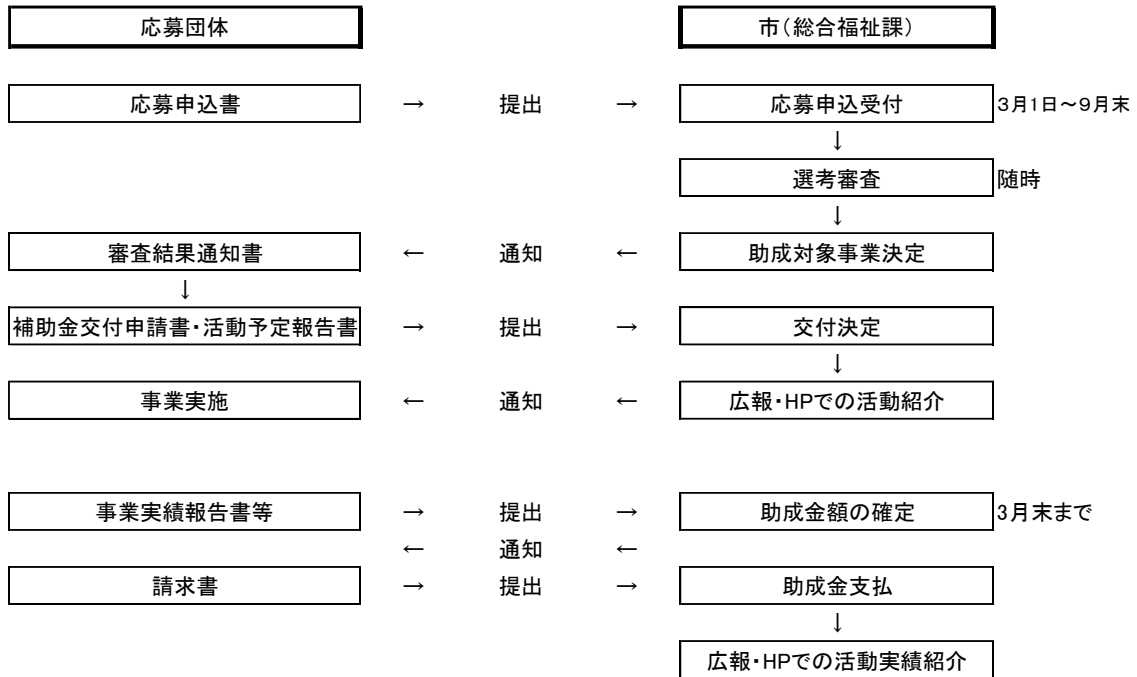 応募団体 市(総合福祉課)
応募申込書 → 提出 → 応募申込受付 3月1日~9月末
↓
選考審査 随時
↓
審査結果通知書 ← 通知 ← 助成対象事業決定
↓
補助金交付申請書・活動予定報告書 → 提出 → 交付決定
↓
事業実施 ← 通知 ← 広報・HPでの活動紹介
事業実績報告書等 → 提出 → 助成金額の確定 3月末まで
← 通知 ←
請求書 → 提出 → 助成金支払
↓
広報・HPでの活動実績紹介